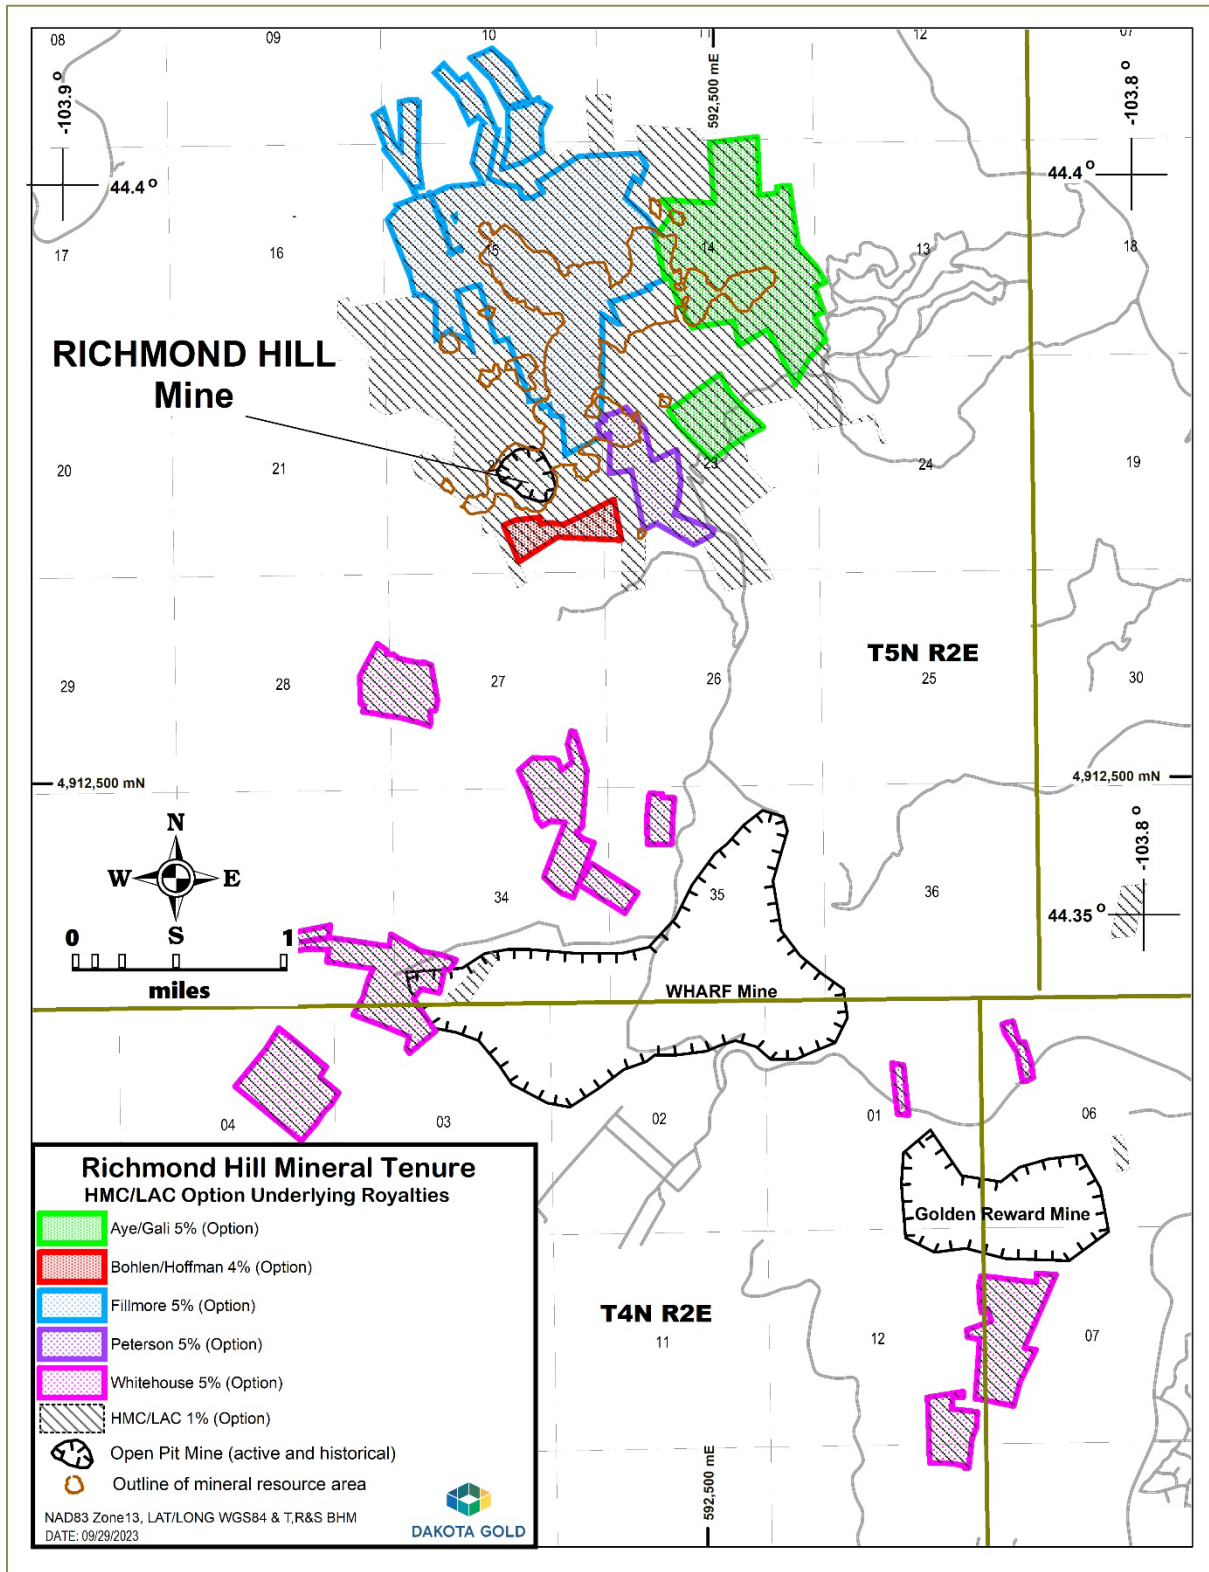 08
09
10
11
12
07
-103.9 °
592,500 mE
-103.8 °
44.4 °
44.4 °
17
16
15
14
13
18
RICHMOND HILL
Mine
20
21
23
24
19
T5N R2E
29
28
27
26
25
30
4,912,500 mN
4,912,500 mN
-103.8 °
N
W
E
S
34
35
36
44.35 °
0
1
miles
WHARF Mine
04
03
02
01
06
Golden Reward Mine
T4N R2E
11
12
07
592,500 mE
Richmond Hill Mineral Tenure
HMC/LAC Option Underlying Royalties
Aye/Gali 5% (Option)
Bohlen/Hoffman 4% (Option)
Fillmore 5% (Option)
Peterson 5% (Option)
Whitehouse 5% (Option)
HMC/LAC 1% (Option)
Open Pit Mine (active and historical)
Outline of mineral resource area
NAD83 Zone13, LAT/LONG WGS84 & T,R&S BHM
DATE: 09/29/2023
DAKOTA GOLD